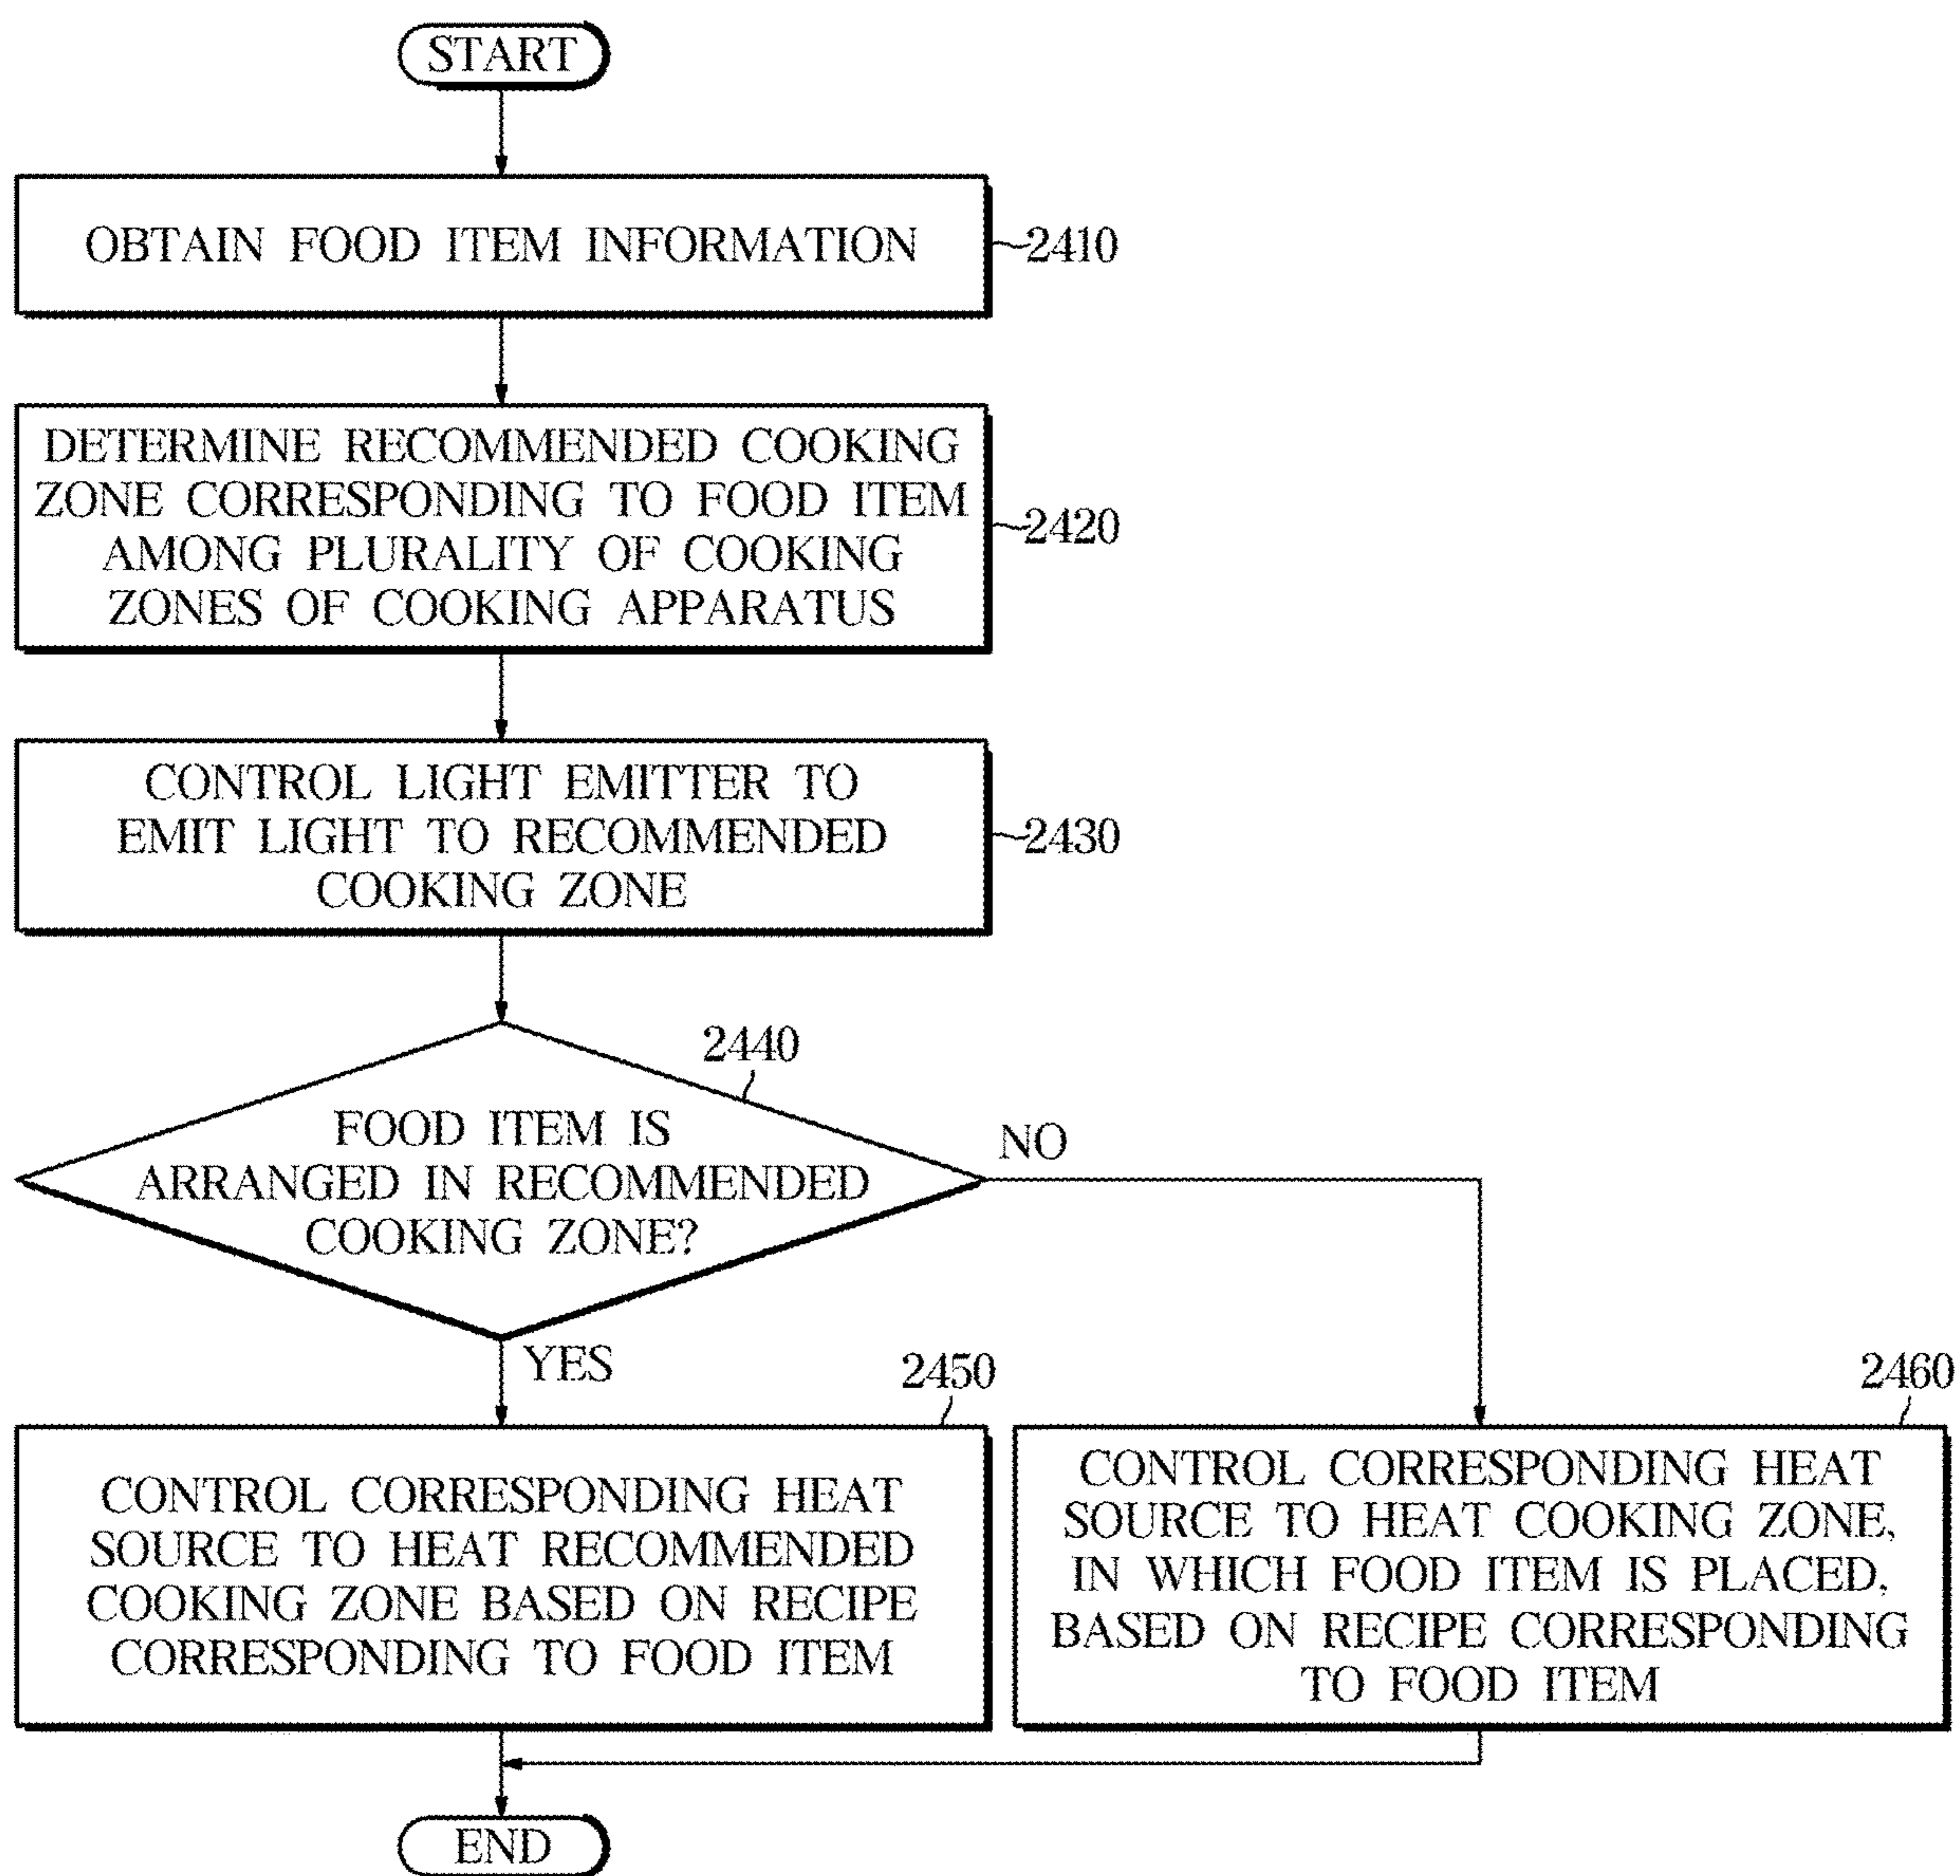 START
OBTAIN FOOD ITEM INFORMATION
2410
DETERMINE RECOMMENDED COOKING
ZONE CORRESPONDING TO FOOD ITEM
AMONG PLURALITY OF COOKING
ZONES OF COOKING APPARATUS
2420
CONTROL LIGHT EMITTER TO
EMIT LIGHT TO RECOMMENDED
COOKING ZONE
2430
2440
FOOD ITEM IS
ARRANGED IN RECOMMENDED
COOKING ZONE?
NO
YES
2450
CONTROL CORRESPONDING HEAT
SOURCE TO HEAT RECOMMENDED
COOKING ZONE BASED ON RECIPE
CORRESPONDING TO FOOD ITEM
2460
CONTROL CORRESPONDING HEAT
SOURCE TO HEAT COOKING ZONE,
IN WHICH FOOD ITEM IS PLACED,
BASED ON RECIPE CORRESPONDING
TO FOOD ITEM
END